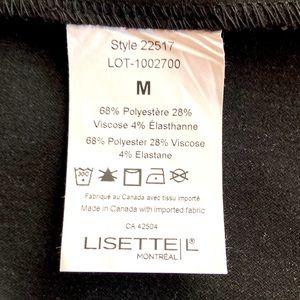 Style 22517
LOT-1002700
M
68% Polyestère 28%
Viscose 4% Élasthanne
68% Polyester 28% Viscose
4% Elastane
Fabriqué au Canada avec tissu importé
Made in Canada with imported fabric
CA 42504
LISETTE L®
MONTRÉAL